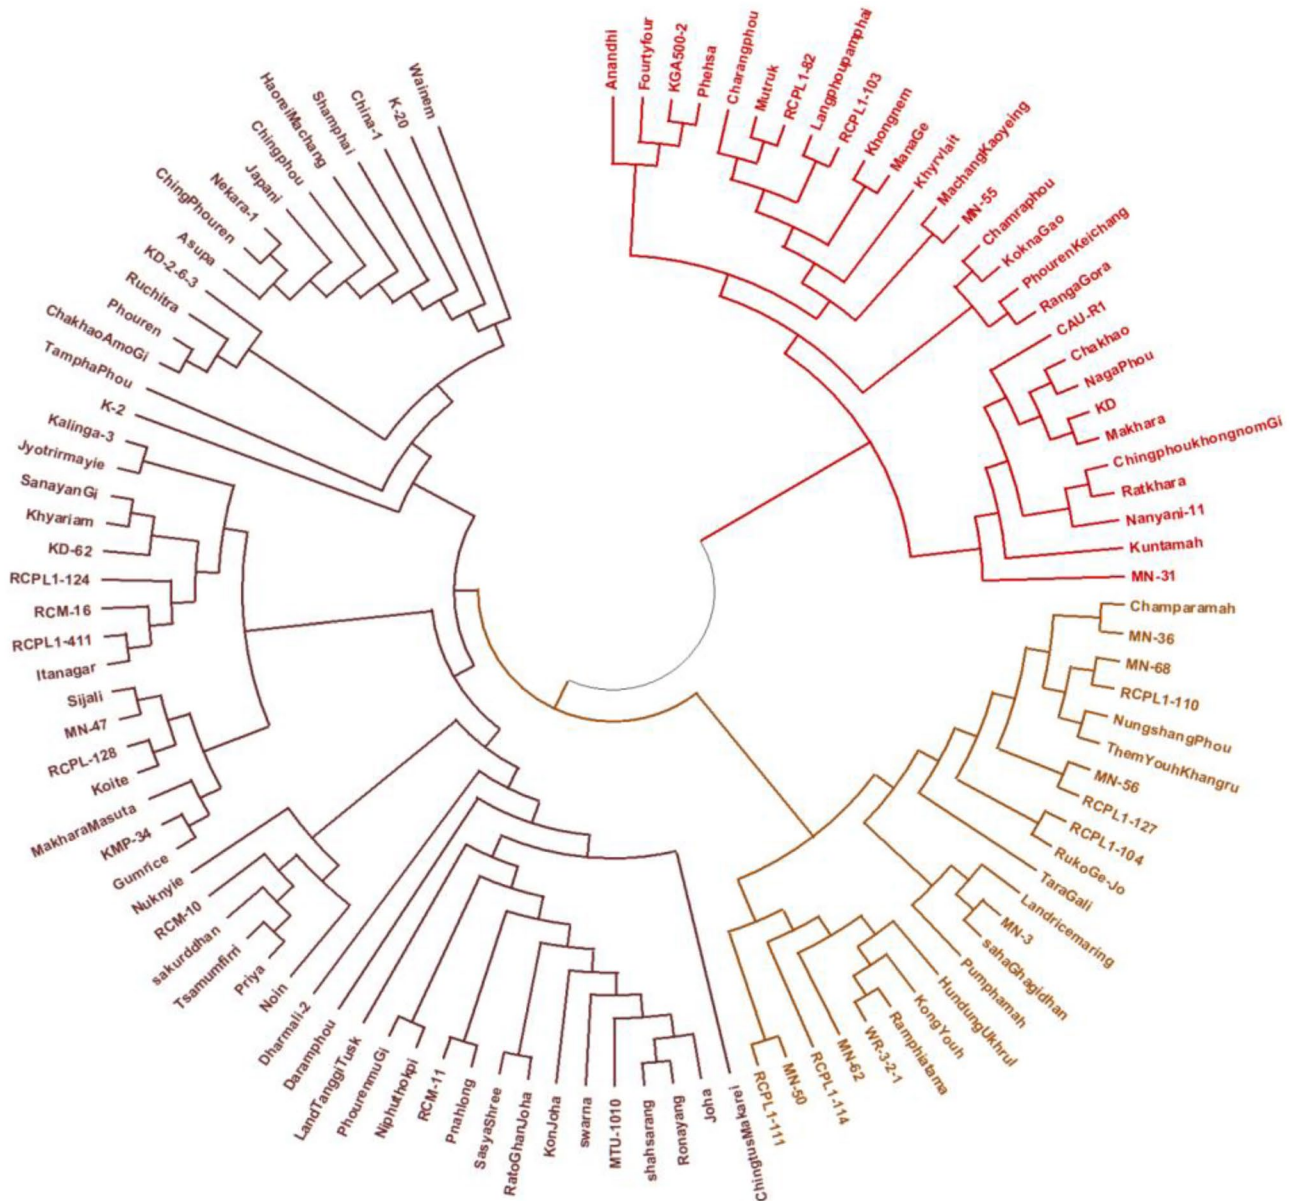 Anandhi
Fourtyfour
KGA500-2
Phehsa
Charangphou
Mutruk
RCPL1-82
Langphoupamphai
RCPL1-103
Khongnem
ManaGe
Khyrvlait
MachangKaoyeing
MN-55
Chamraphou
KoknaGao
PhourenKeichang
RangaGora
CAU-R1
Chakhao
NagaPhou
KD
Makhara
ChingphoukhongnomGi
Ratkhara
Nanyani-11
Kuntamah
MN-31
Champaramah
MN-36
MN-68
RCPL1-110
NungshangPhou
ThemYouhKhangru
MN-56
RCPL1-127
RCPL1-104
RukoGe-Jo
TaraGali
Landricemaring
MN-3
sahaGhagidhan
Pumphamah
HundungUkhrul
KongYouh
Ramphiatama
WR-3-2-1
MN-62
RCPL1-114
MN-50
RCPL1-111
ChingtusMakarei
Joha
Ronayang
shahsarang
MTU-1010
swarna
KonJoha
RatoGhanJoha
SasyaShree
Pnahlong
RCM-11
Niphuthokpi
PhourenmuGi
LandTanggiTusk
Daramphou
Dharmali-2
Noin
Priya
Tsamumfirri
sakurddhan
RCM-10
Nuknyie
Gumrice
KMP-34
MakharaMasuta
Koite
RCPL-128
MN-47
Sijali
Itanagar
RCPL1-411
RCM-16
RCPL1-124
KD-62
Khyariam
SanayanGi
Jyotrirmayie
Kalinga-3
K-2
TamphaPhou
ChakhaoAmoGi
Phouren
Ruchitra
KD-2-6-3
Asupa
ChingPhouren
Nekara-1
Japani
Chingphou
HaoreiMachang
Shamphai
China-1
K-20
Wainem